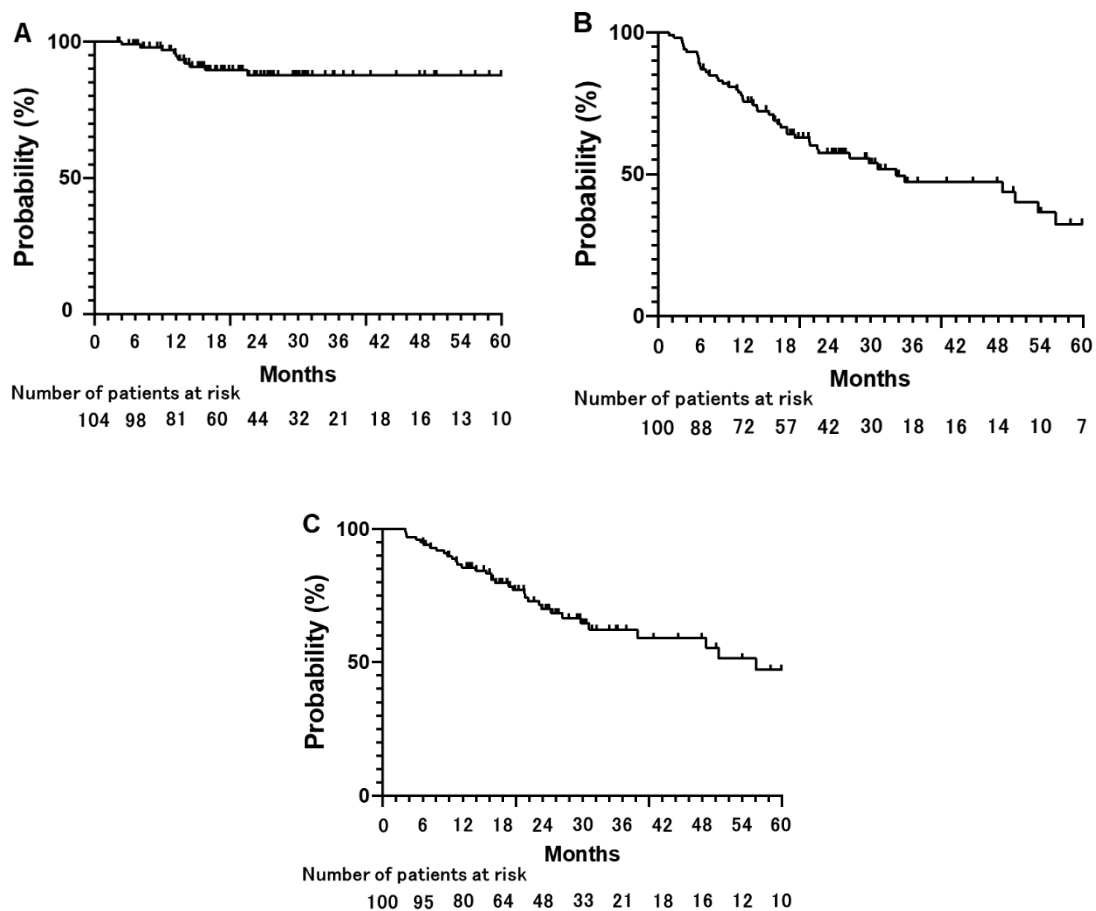 A
100
Probability (%)
50
0
0 6 12 18 24 30 36 42 48 54 60
Months
Number of patients at risk
104 98 81 60 44 32 21 18 16 13 10
B
100
Probability (%)
50
0
0 6 12 18 24 30 36 42 48 54 60
Months
Number of patients at risk
100 88 72 57 42 30 18 16 14 10 7
C
100
Probability (%)
50
0
0 6 12 18 24 30 36 42 48 54 60
Months
Number of patients at risk
100 95 80 64 48 33 21 18 16 12 10